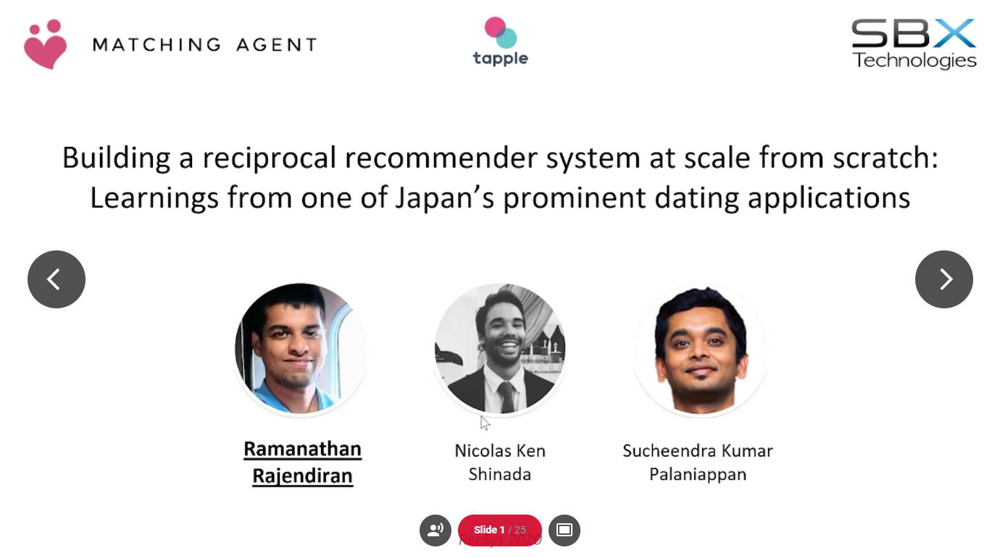 MATCHING AGENT
tapple
SBX
Technologies
Building a reciprocal recommender system at scale from scratch:
Learnings from one of Japan’s prominent dating applications
Ramanathan
Rajendiran
Nicolas Ken
Shinada
Sucheendra Kumar
Palaniappan
Slide 1 / 25
RecSys 2020